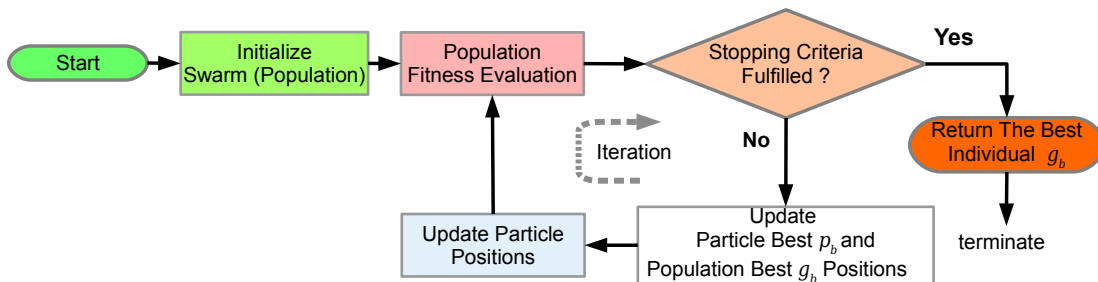 Start
Initialize
Swarm (Population)
Population
Fitness Evaluation
Stopping Criteria
Fulfilled ?
Yes
No
Iteration
Return The Best
Individual g_b
terminate
Update
Particle Best p_b and
Population Best g_b Positions
Update Particle
Positions